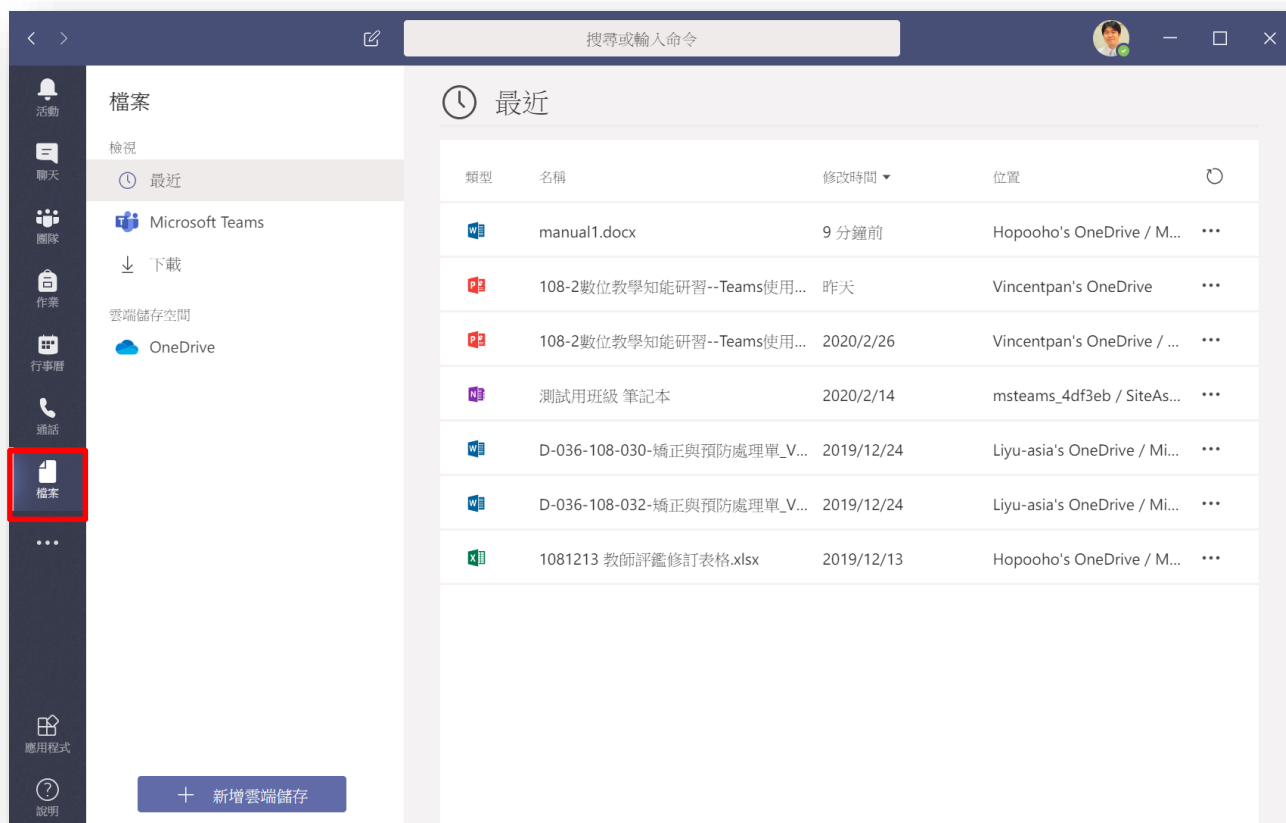 搜尋或輸入命令
活動
聊天
團隊
作業
行事曆
通話
檔案
應用程式
說明
檔案
檢視
最近
Microsoft Teams
下載
雲端儲存空間
OneDrive
新增雲端儲存
最近
類型 名稱 修改時間 位置
manual1.docx 9 分鐘前 Hopooho's OneDrive / M...
108-2數位教學知能研習--Teams使用... 昨天 Vincentpan's OneDrive
108-2數位教學知能研習--Teams使用... 2020/2/26 Vincentpan's OneDrive / ...
測試用班級 筆記本 2020/2/14 msteams_4df3eb / SiteAs...
D-036-108-030-矯正與預防處理單_V... 2019/12/24 Liyu-asia's OneDrive / Mi...
D-036-108-032-矯正與預防處理單_V... 2019/12/24 Liyu-asia's OneDrive / Mi...
1081213 教師評鑑修訂表格.xlsx 2019/12/13 Hopooho's OneDrive / M...